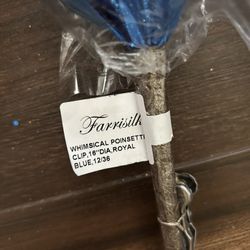 Farrisilk
WHIMSICAL POINSETTI
CLIP,16"DIA,ROYAL
BLUE,12/36